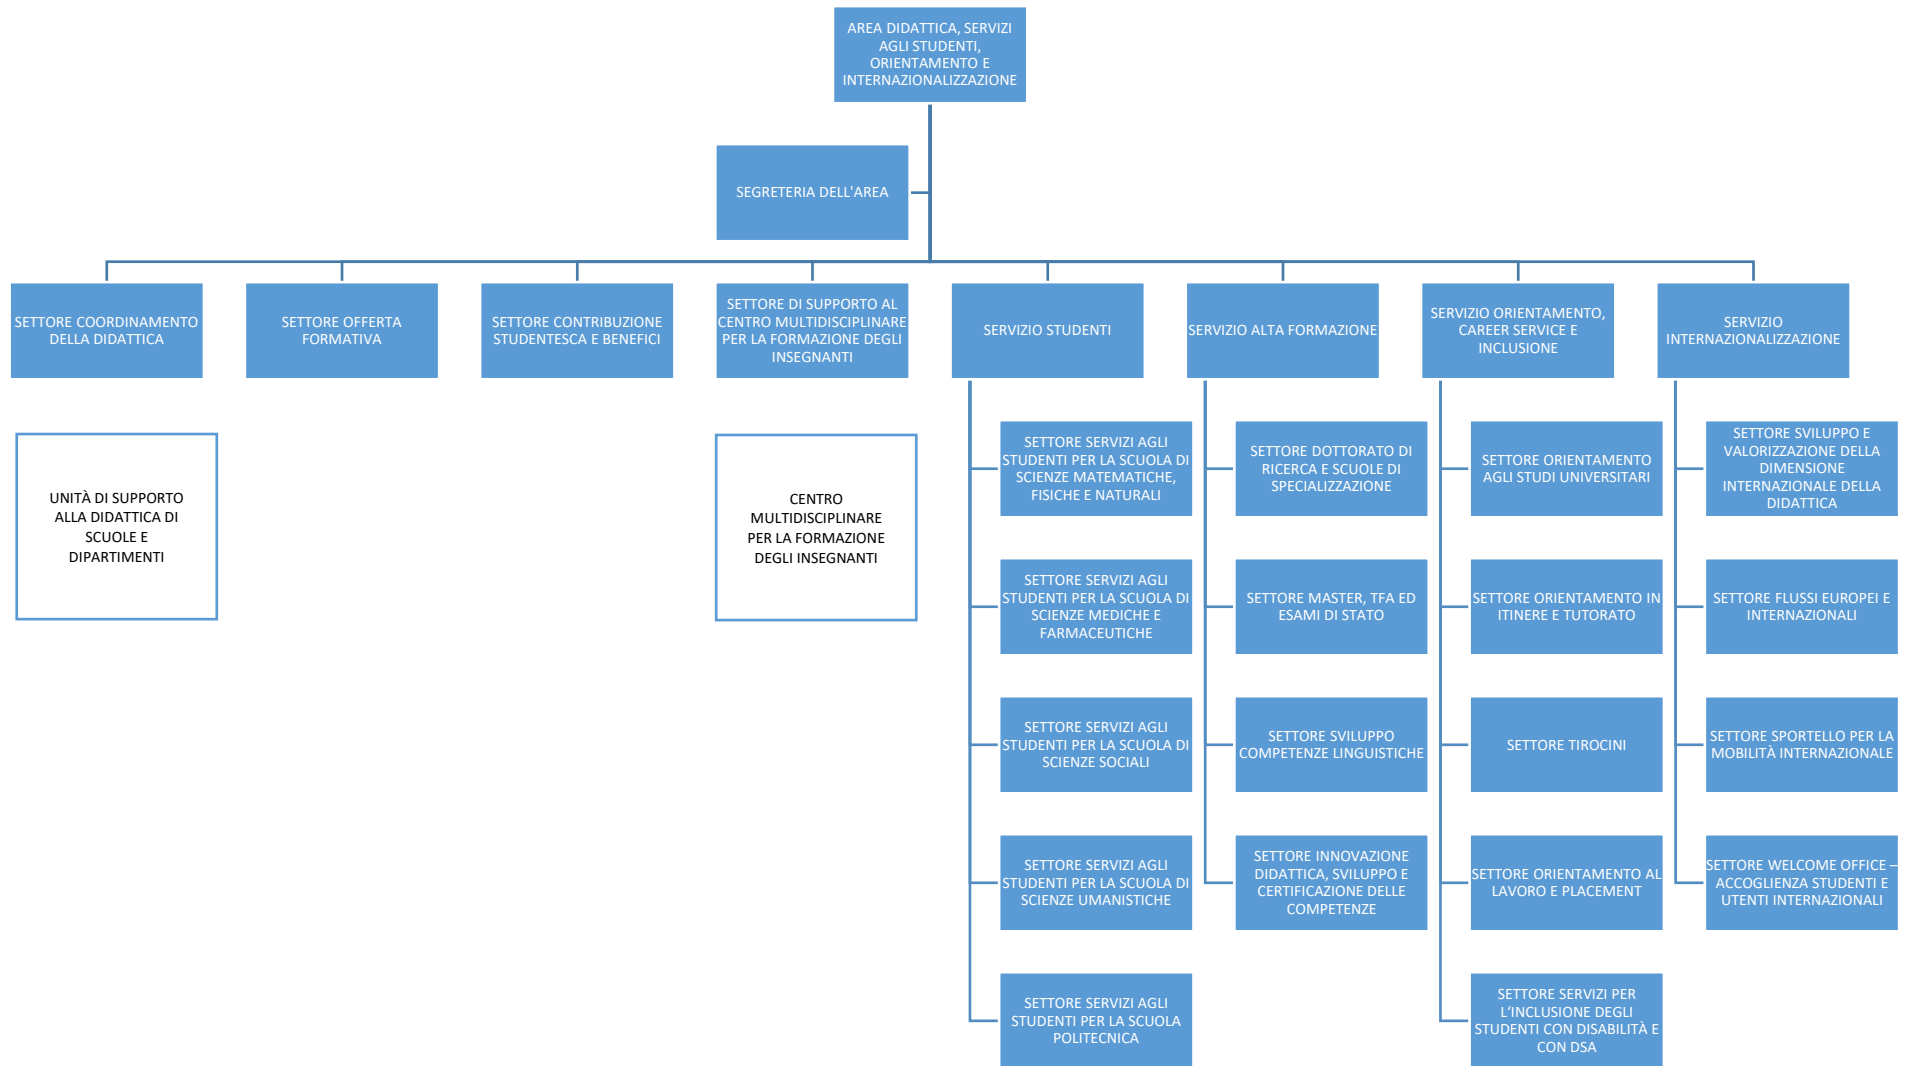 AREA DIDATTICA, SERVIZI
AGLI STUDENTI,
ORIENTAMENTO E
INTERNAZIONALIZZAZIONE
SEGRETERIA DELL'AREA
SETTORE COORDINAMENTO
DELLA DIDATTICA
SETTORE OFFERTA
FORMATIVA
SETTORE CONTRIBUZIONE
STUDENTESCA E BENEFICI
SETTORE DI SUPPORTO AL
CENTRO MULTIDISCIPLINARE
PER LA FORMAZIONE DEGLI
INSEGNANTI
SERVIZIO STUDENTI
SERVIZIO ALTA FORMAZIONE
SERVIZIO ORIENTAMENTO,
CAREER SERVICE E
INCLUSIONE
SERVIZIO
INTERNAZIONALIZZAZIONE
UNITÀ DI SUPPORTO
ALLA DIDATTICA DI
SCUOLE E
DIPARTIMENTI
CENTRO
MULTIDISCIPLINARE
PER LA FORMAZIONE
DEGLI INSEGNANTI
SETTORE SERVIZI AGLI
STUDENTI PER LA SCUOLA DI
SCIENZE MATEMATICHE,
FISICHE E NATURALI
SETTORE SERVIZI AGLI
STUDENTI PER LA SCUOLA DI
SCIENZE MEDICHE E
FARMACEUTICHE
SETTORE SERVIZI AGLI
STUDENTI PER LA SCUOLA DI
SCIENZE SOCIALI
SETTORE SERVIZI AGLI
STUDENTI PER LA SCUOLA DI
SCIENZE UMANISTICHE
SETTORE SERVIZI AGLI
STUDENTI PER LA SCUOLA
POLITECNICA
SETTORE DOTTORATO DI
RICERCA E SCUOLE DI
SPECIALIZZAZIONE
SETTORE MASTER, TFA ED
ESAMI DI STATO
SETTORE SVILUPPO
COMPETENZE LINGUISTICHE
SETTORE INNOVAZIONE
DIDATTICA, SVILUPPO E
CERTIFICAZIONE DELLE
COMPETENZE
SETTORE ORIENTAMENTO
AGLI STUDI UNIVERSITARI
SETTORE ORIENTAMENTO IN
ITINERE E TUTORATO
SETTORE TIROCINI
SETTORE ORIENTAMENTO AL
LAVORO E PLACEMENT
SETTORE SERVIZI PER
L'INCLUSIONE DEGLI
STUDENTI CON DISABILITÀ E
CON DSA
SETTORE SVILUPPO E
VALORIZZAZIONE DELLA
DIMENSIONE
INTERNAZIONALE DELLA
DIDATTICA
SETTORE FLUSSI EUROPEI E
INTERNAZIONALI
SETTORE SPORTELLO PER LA
MOBILITÀ INTERNAZIONALE
SETTORE WELCOME OFFICE –
ACCOGLIENZA STUDENTI E
UTENTI INTERNAZIONALI